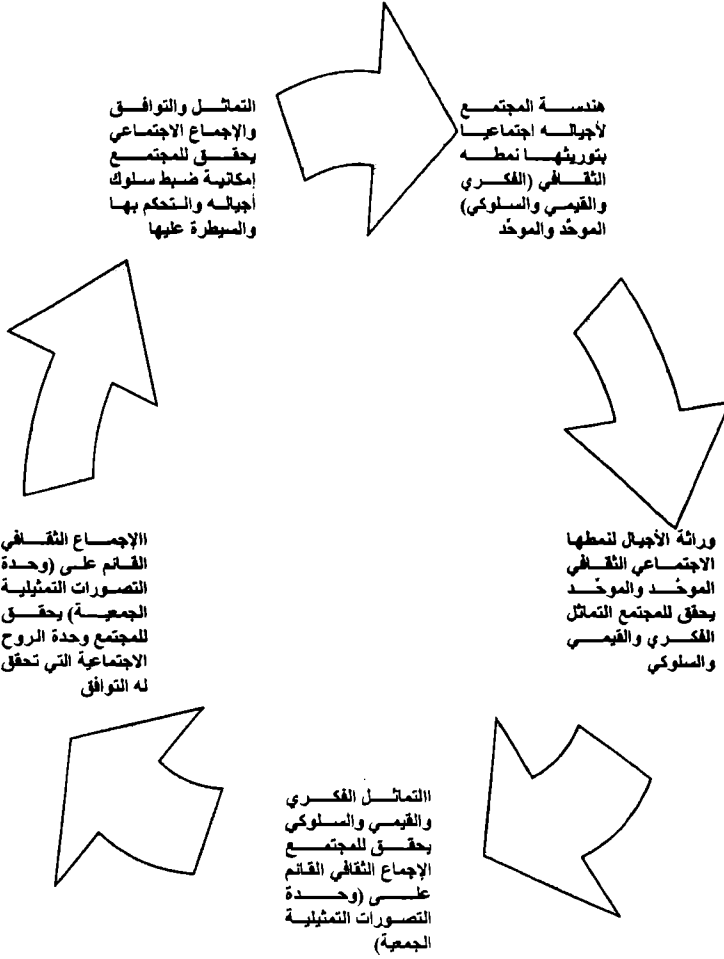 هندسة المجتمع
لأجياله اجتماعيا
بتوريثها نمطه
الثقافي (الفكري
والقيمي والسلوكي)
الموحَّد والموحِّد
وراثة الأجيال لنمطها
الاجتماعي الثقافي
الموحَّد والموحِّد
يحقق للمجتمع التماثل
الفكري والقيمي
والسلوكي
االتماثل الفكري
والقيمي والسلوكي
يحقق للمجتمع
الإجماع الثقافي القائم
على (وحدة
التصورات التمثيلية
الجمعية)
االإجماع الثقافي
القائم على (وحدة
التصورات التمثيلية
الجمعية) يحقق
للمجتمع وحدة الروح
الاجتماعية التي تحقق
له التوافق
التماثل والتوافق
والإجماع الاجتماعي
يحقق للمجتمع
إمكانية ضبط سلوك
أجياله والتحكم بها
والسيطرة عليها